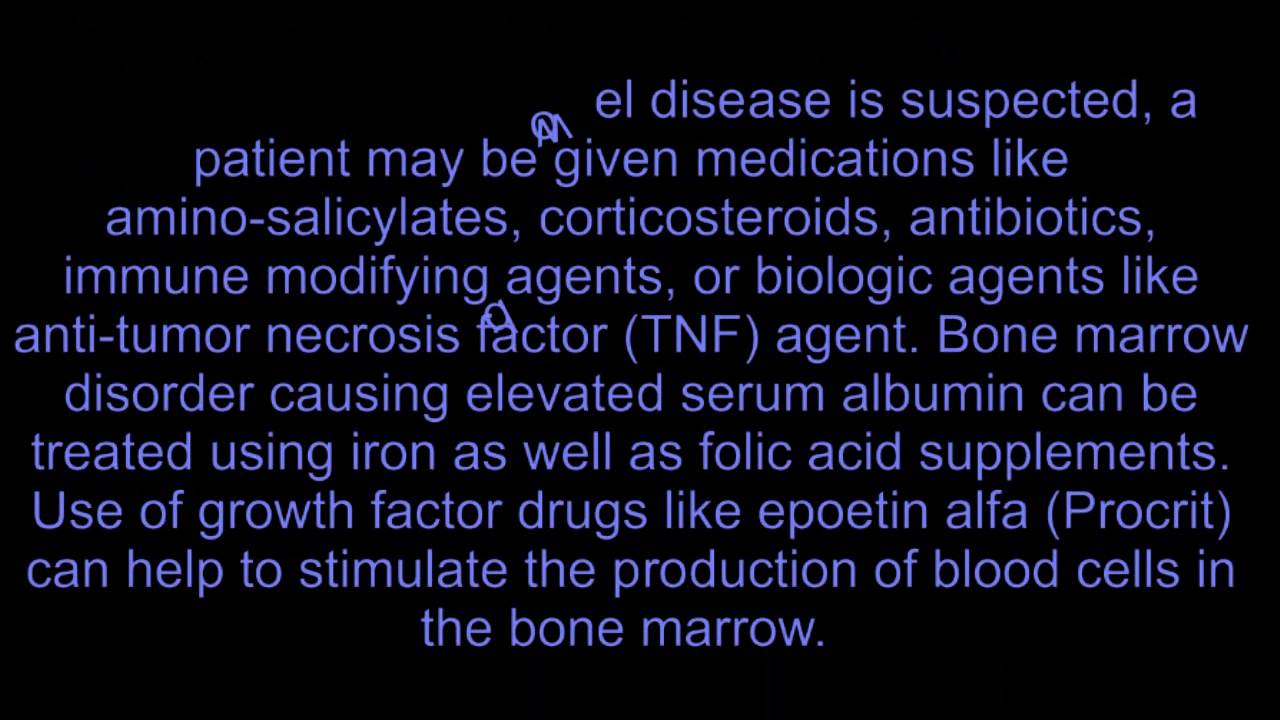 el disease is suspected, a
patient may be given medications like
amino-salicylates, corticosteroids, antibiotics,
immune modifying agents, or biologic agents like
anti-tumor necrosis factor (TNF) agent. Bone marrow
disorder causing elevated serum albumin can be
treated using iron as well as folic acid supplements.
Use of growth factor drugs like epoetin alfa (Procrit)
can help to stimulate the production of blood cells in
the bone marrow.